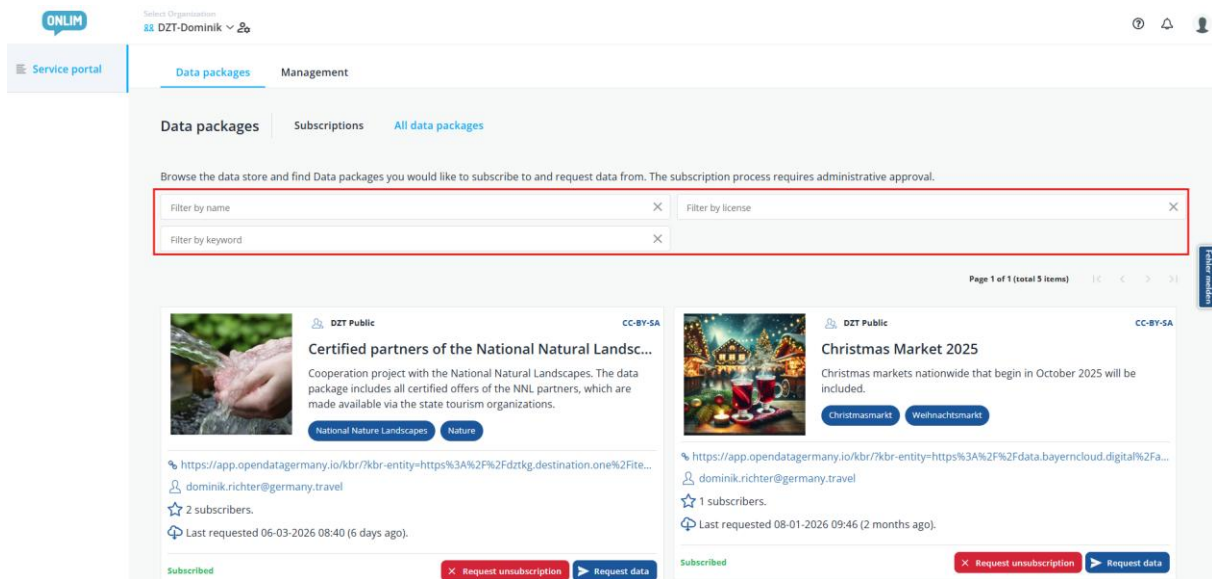 ONLIM
Select Organization
DZT-Dominik
Service portal
Data packages
Management
Data packages
Subscriptions
All data packages
Browse the data store and find Data packages you would like to subscribe to and request data from. The subscription process requires administrative approval.
Filter by name
Filter by license
Filter by keyword
Fehler melden
Page 1 of 1 (total 5 items)
DZT Public
CC-BY-SA
Certified partners of the National Natural Landsc...
Cooperation project with the National Natural Landscapes. The data
package includes all certified offers of the NNL partners, which are
made available via the state tourism organizations.
National Nature Landscapes
Nature
https://app.opendatagermany.io/kbr/?kbr-entity=https%3A%2F%2Fdztkg.destination.one%2Fite...
dominik.richter@germany.travel
2 subscribers.
Last requested 06-03-2026 08:40 (6 days ago).
Subscribed
Request unsubscription
Request data
DZT Public
CC-BY-SA
Christmas Market 2025
Christmas markets nationwide that begin in October 2025 will be
included.
Christmasmarkt
Weihnachtsmarkt
https://app.opendatagermany.io/kbr/?kbr-entity=https%3A%2F%2Fdata.bayerncloud.digital%2Fa...
dominik.richter@germany.travel
1 subscribers.
Last requested 08-01-2026 09:46 (2 months ago).
Subscribed
Request unsubscription
Request data